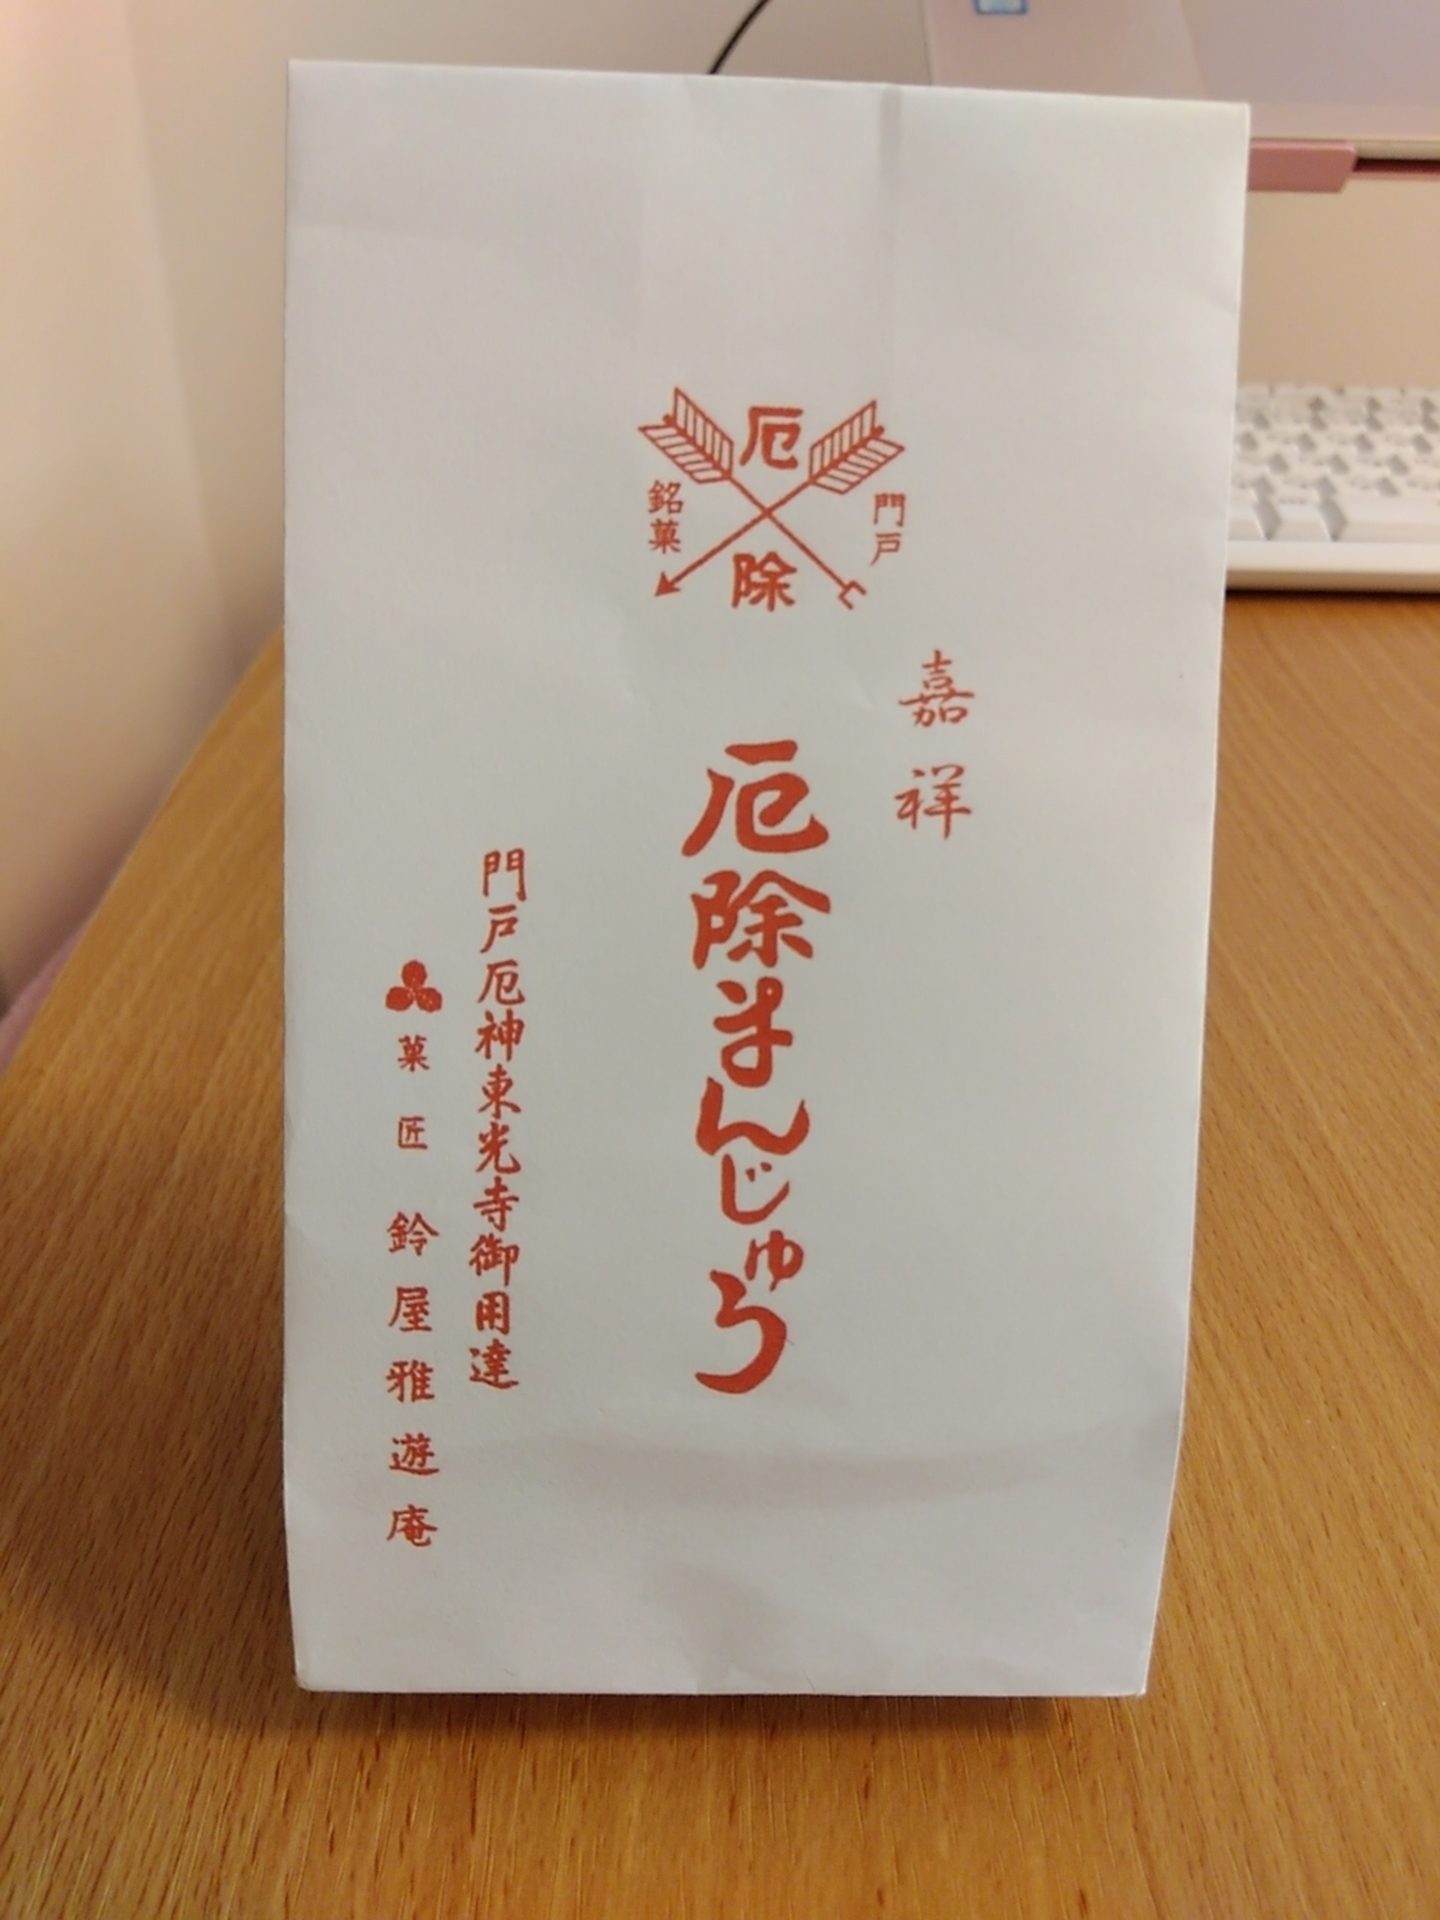 厄除
門戸
銘菓
嘉祥
厄除まんじゅう
門戸厄神東光寺御用達
菓匠 鈴屋雅遊庵